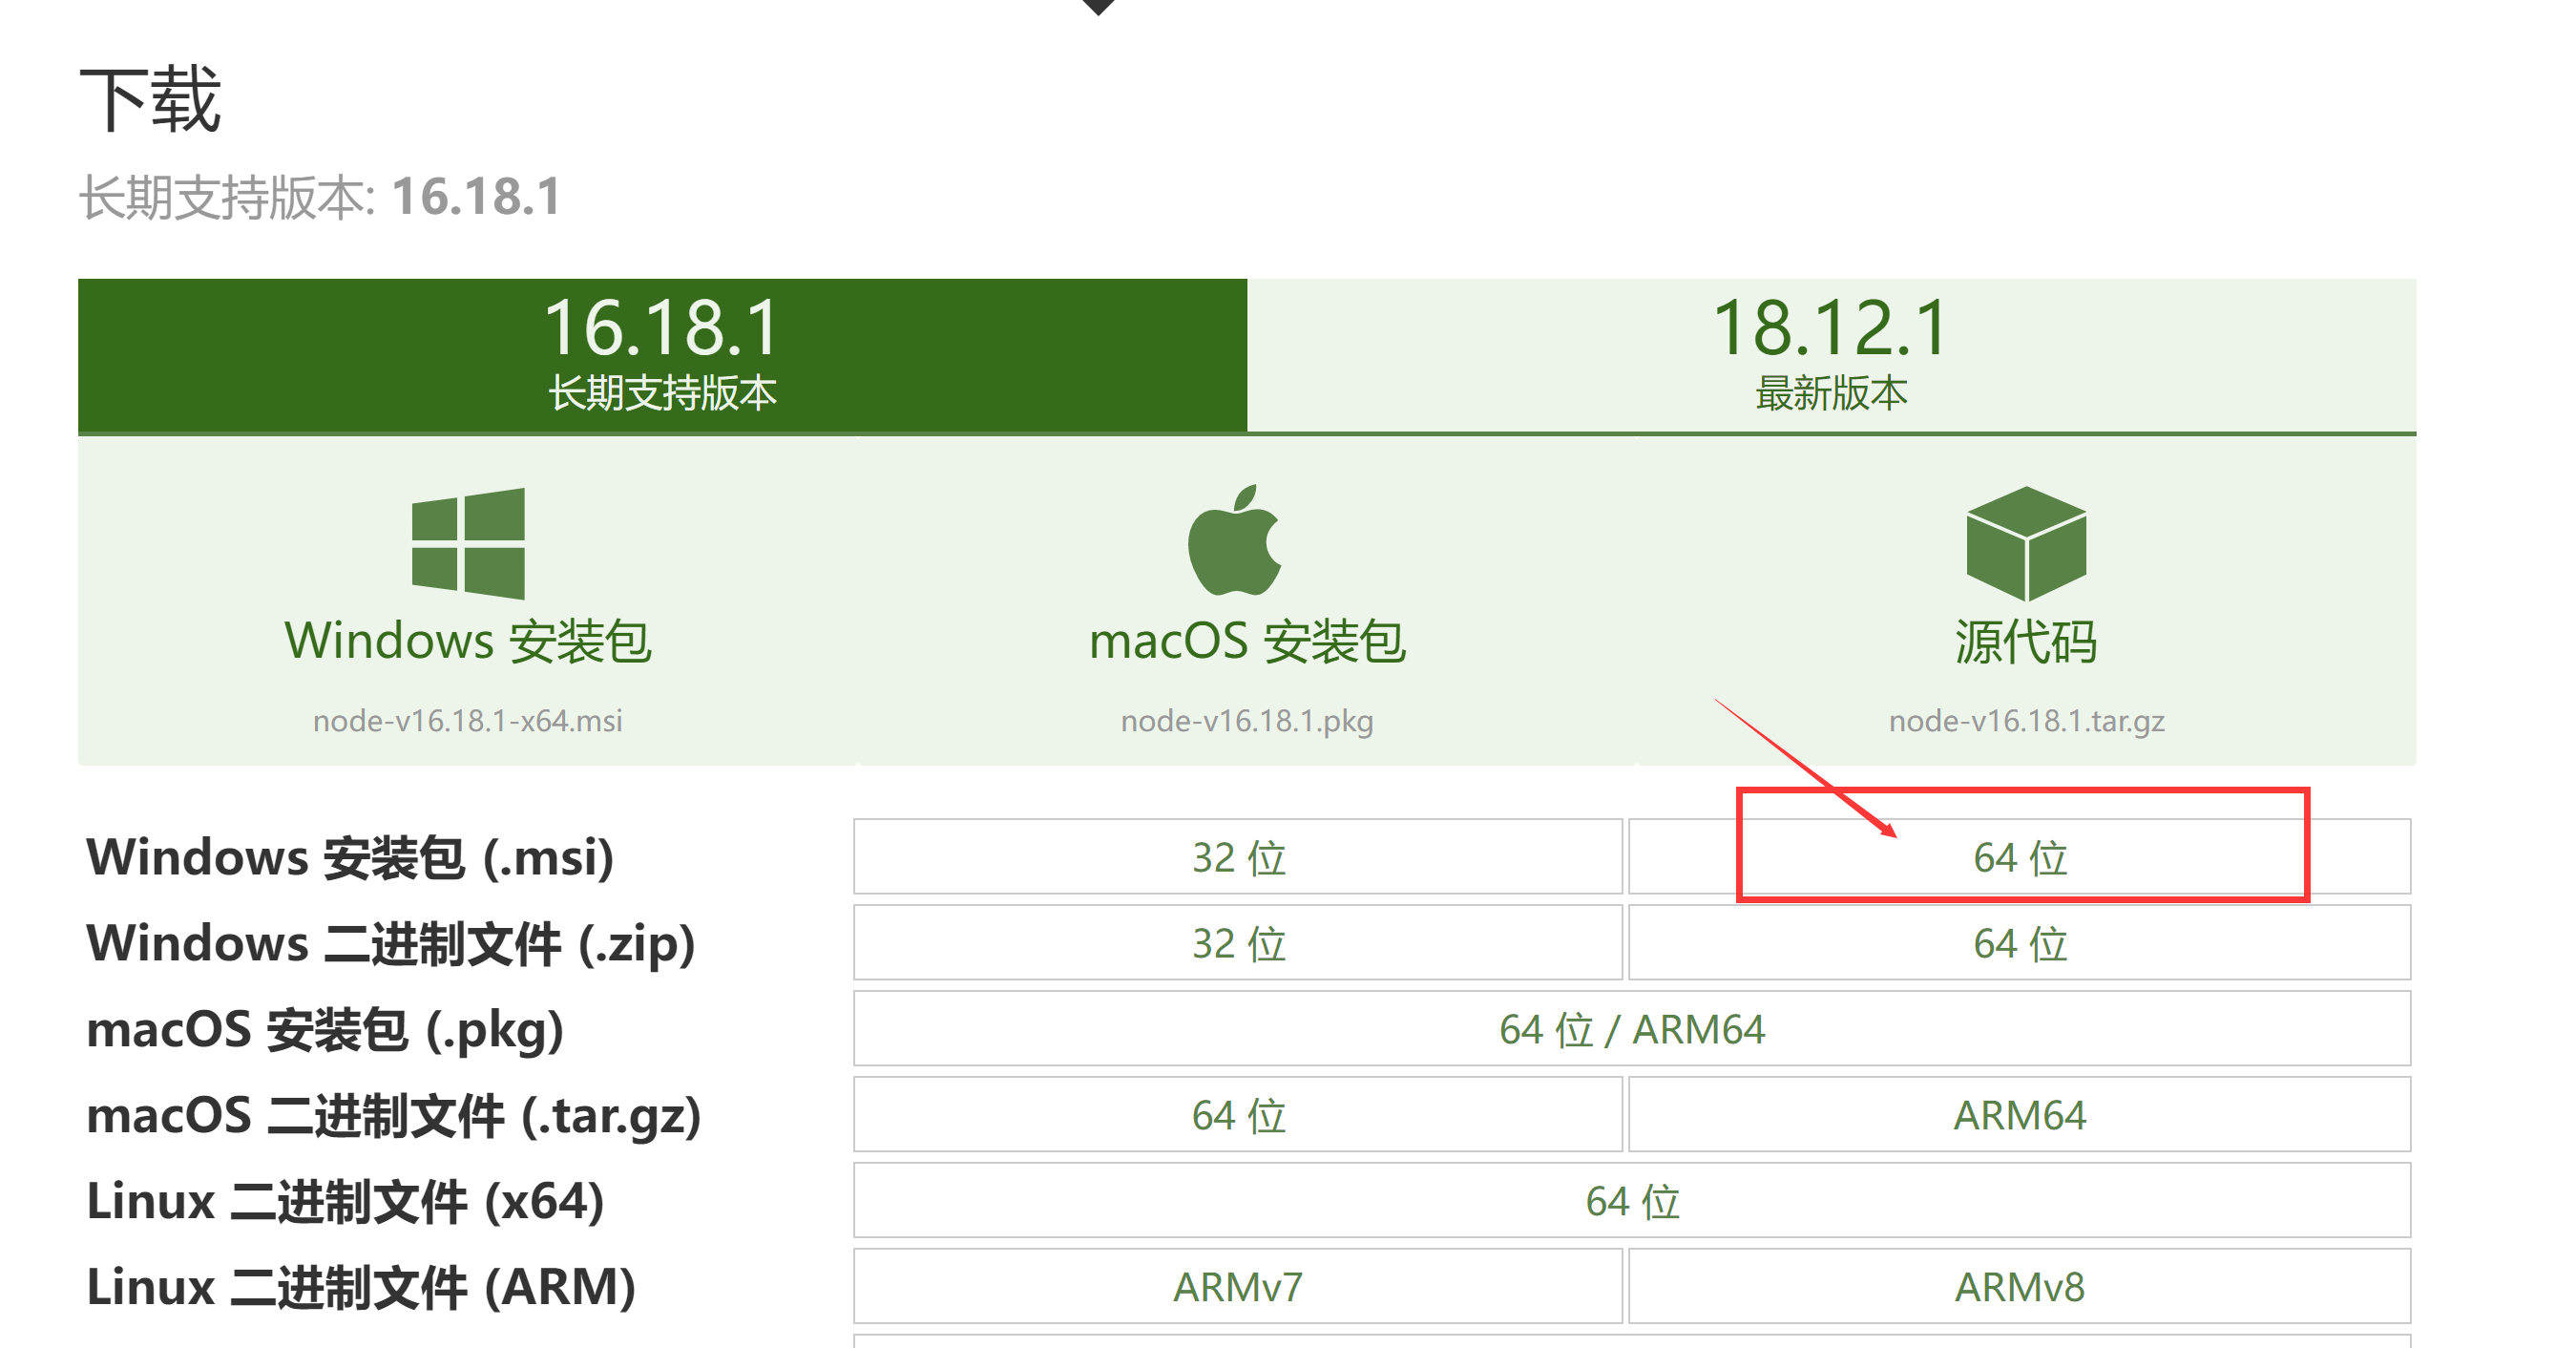 下载
长期支持版本: 16.18.1
16.18.1
长期支持版本
18.12.1
最新版本
Windows 安装包
node-v16.18.1-x64.msi
macOS 安装包
node-v16.18.1.pkg
源代码
node-v16.18.1.tar.gz
Windows 安装包 (.msi) 32 位 64 位
Windows 二进制文件 (.zip) 32 位 64 位
macOS 安装包 (.pkg) 64 位 / ARM64
macOS 二进制文件 (.tar.gz) 64 位 ARM64
Linux 二进制文件 (x64) 64 位
Linux 二进制文件 (ARM) ARMv7 ARMv8